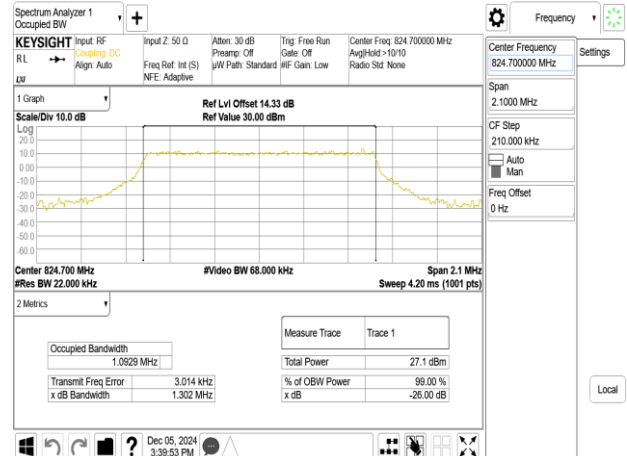 Spectrum Analyzer 1
Occupied BW
Frequency
KEYSIGHT Input: RF Input Z: 50 Ω Atten: 30 dB Trig: Free Run Center Freq: 824.700000 MHz
RL Coupling: DC Preamp: Off Gate: Off Avg|Hold:>10/10
Align: Auto Freq Ref: Int (S) µW Path: Standard #IF Gain: Low Radio Std: None
NFE: Adaptive
LXI
Center Frequency
824.700000 MHz
Settings
Span
2.1000 MHz
CF Step
210.000 kHz
Auto
Man
Freq Offset
0 Hz
Local
1 Graph
Ref Lvl Offset 14.33 dB
Scale/Div 10.0 dB Ref Value 30.00 dBm
Log
20.0
10.0
0.00
-10.0
-20.0
-30.0
-40.0
-50.0
-60.0
Center 824.700 MHz #Video BW 68.000 kHz Span 2.1 MHz
#Res BW 22.000 kHz Sweep 4.20 ms (1001 pts)
2 Metrics
Measure Trace Trace 1
Occupied Bandwidth
1.0929 MHz
Total Power 27.1 dBm
Transmit Freq Error 3.014 kHz % of OBW Power 99.00 %
x dB Bandwidth 1.302 MHz x dB -26.00 dB
Dec 05, 2024
3:39:53 PM